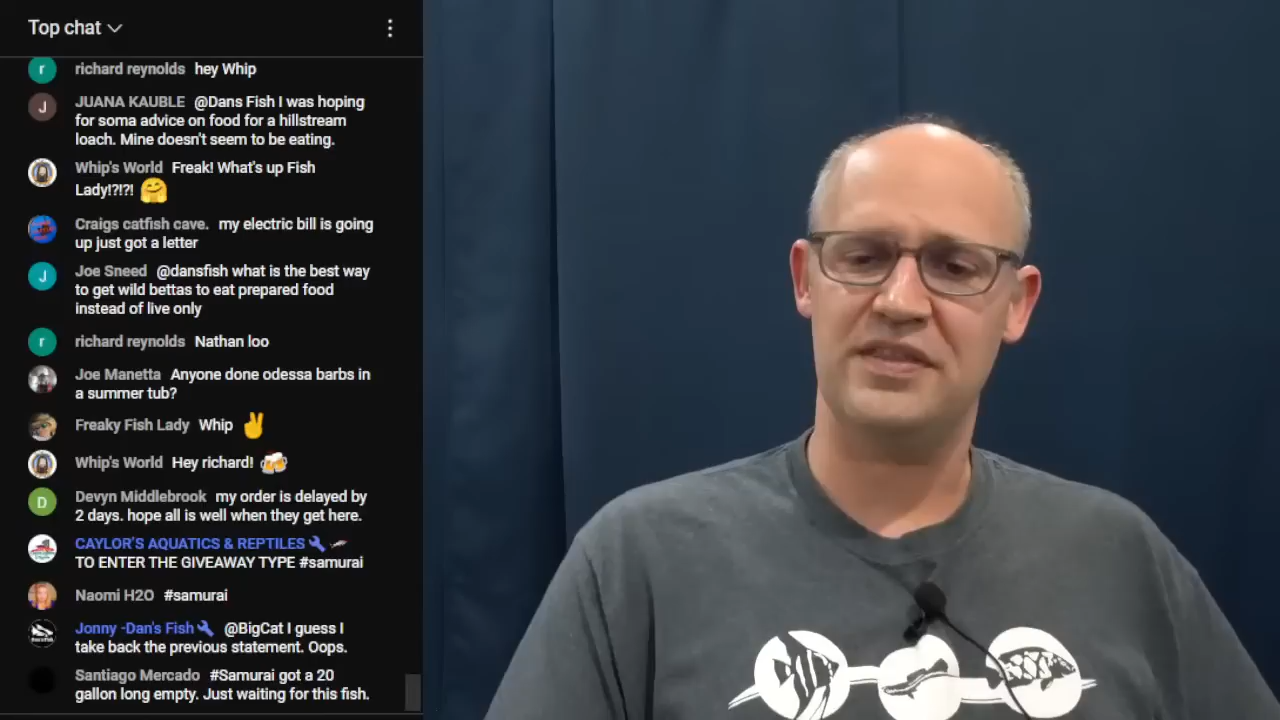 Top chat
richard reynolds hey Whip
JUANA KAUBLE @Dans Fish I was hoping
for soma advice on food for a hillstream
loach. Mine doesn't seem to be eating.
Whip's World Freak! What's up Fish
Lady!?!?!
Craigs catfish cave. my electric bill is going
up just got a letter
Joe Sneed @dansfish what is the best way
to get wild bettas to eat prepared food
instead of live only
richard reynolds Nathan loo
Joe Manetta Anyone done odessa barbs in
a summer tub?
Freaky Fish Lady Whip
Whip's World Hey richard!
Devyn Middlebrook my order is delayed by
2 days. hope all is well when they get here.
CAYLOR'S AQUATICS & REPTILES
TO ENTER THE GIVEAWAY TYPE #samurai
Naomi H2O #samurai
Jonny -Dan's Fish @BigCat I guess I
take back the previous statement. Oops.
Santiago Mercado #Samurai got a 20
gallon long empty. Just waiting for this fish.